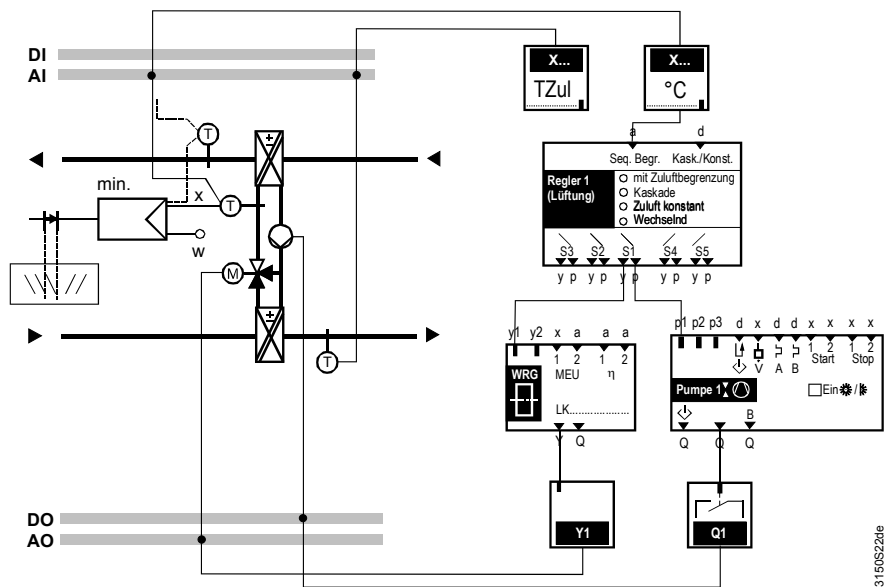 DI
AI
X...
TZul
X...
°C
a d
Seq. Begr. Kask./Konst.
Regler 1
(Lüftung)
mit Zuluftbegrenzung
Kaskade
Zuluft konstant
Wechselnd
S3 S2 S1 S4 S5
y p y p y p y p y p
T
min.
x
T
w
M
T
y1 y2 x a a a
1 2 1 2
WRG
MEU η
LK...................
Y Q
p1 p2 p3 d x d d x x x x
V̇ A B 1 2 1 2
Start Stop
Pumpe 1
Ein / 
B
Q Q Q
Y1
Q1
DO
AO
3150S22de